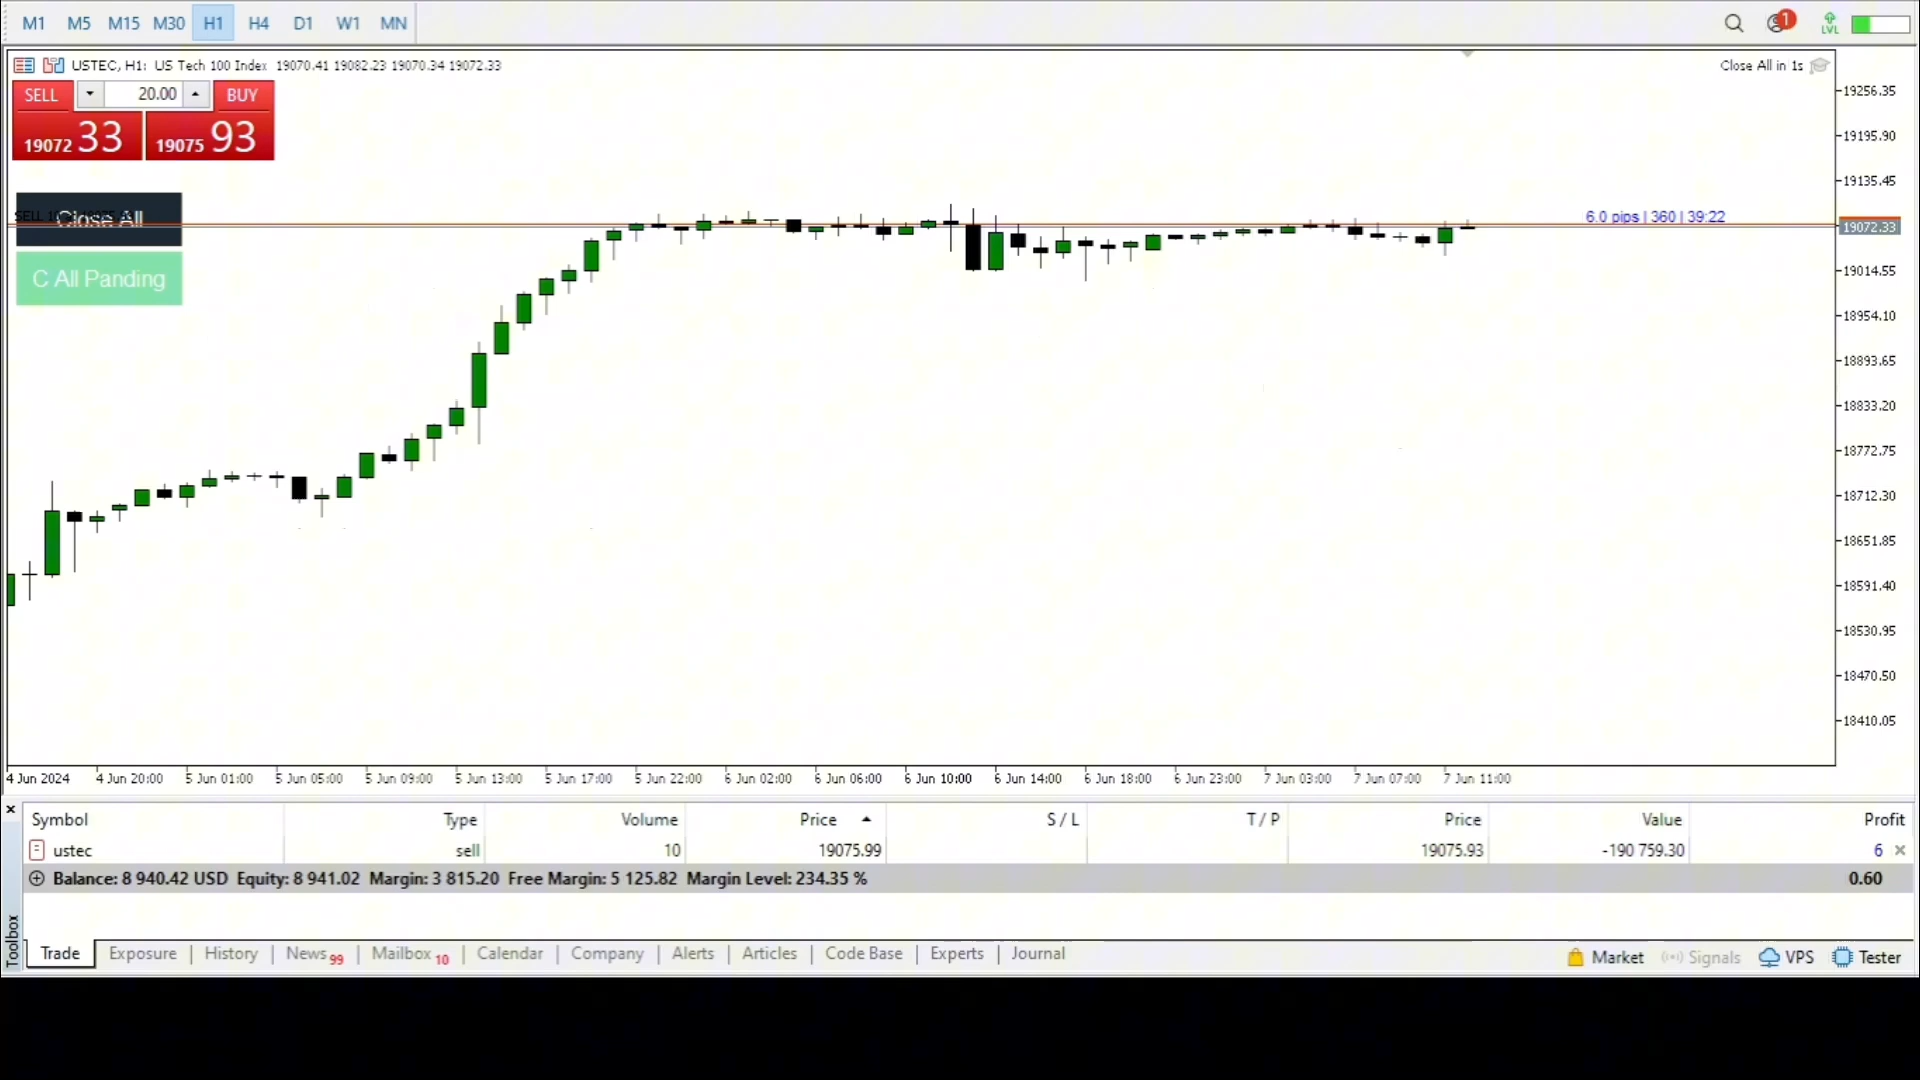 M1 M5 M15 M30 H1 H4 D1 W1 MN 1 LVL
USTEC, H1: US Tech 100 Index 19070.41 19082.23 19070.34 19072.33 Close All in 1s
SELL 20.00 BUY
19072 33 19075 93
Close All
C All Panding
6.0 pips | 360 | 39:22
19256.35
19195.90
19135.45
19072.33
19014.55
18954.10
18893.65
18833.20
18772.75
18712.30
18651.85
18591.40
18530.95
18470.50
18410.05
4 Jun 2024 4 Jun 20:00 5 Jun 01:00 5 Jun 05:00 5 Jun 09:00 5 Jun 13:00 5 Jun 17:00 5 Jun 22:00 6 Jun 02:00 6 Jun 06:00 6 Jun 10:00 6 Jun 14:00 6 Jun 18:00 6 Jun 23:00 7 Jun 03:00 7 Jun 07:00 7 Jun 11:00
Symbol Type Volume Price S / L T / P Price Value Profit
ustec sell 10 19075.99 19075.93 -190 759.30 6
Balance: 8 940.42 USD Equity: 8 941.02 Margin: 3 815.20 Free Margin: 5 125.82 Margin Level: 234.35 % 0.60
Toolbox
Trade Exposure History News 99 Mailbox 10 Calendar Company Alerts Articles Code Base Experts Journal Market Signals VPS Tester